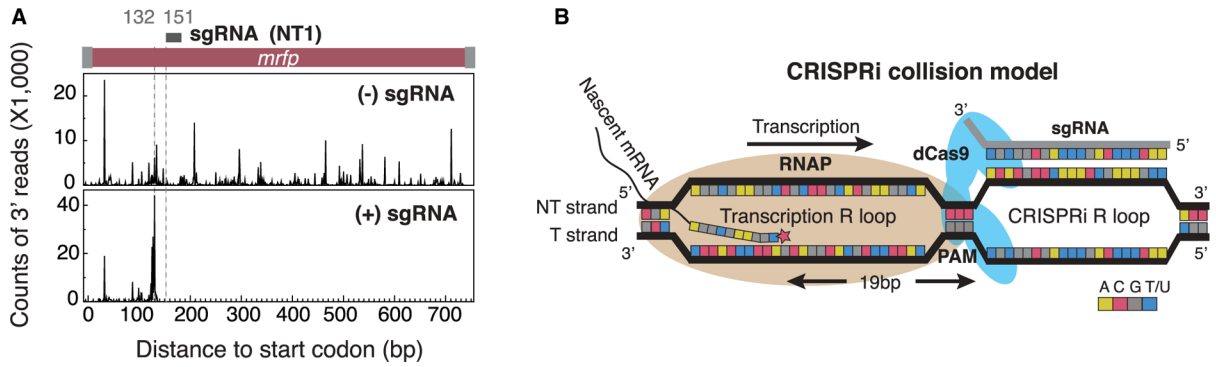 A
132 151
sgRNA (NT1)
mrfp
Counts of 3' reads (X1,000)
20
10
0
(-) sgRNA
40
20
0
(+) sgRNA
0 100 200 300 400 500 600 700
Distance to start codon (bp)
B
CRISPRi collision model
Nascent mRNA
Transcription
RNAP
3'
dCas9
sgRNA
5'
5'
NT strand
T strand
3'
Transcription R loop
CRISPRi R loop
3'
5'
PAM
19bp
A C G T/U